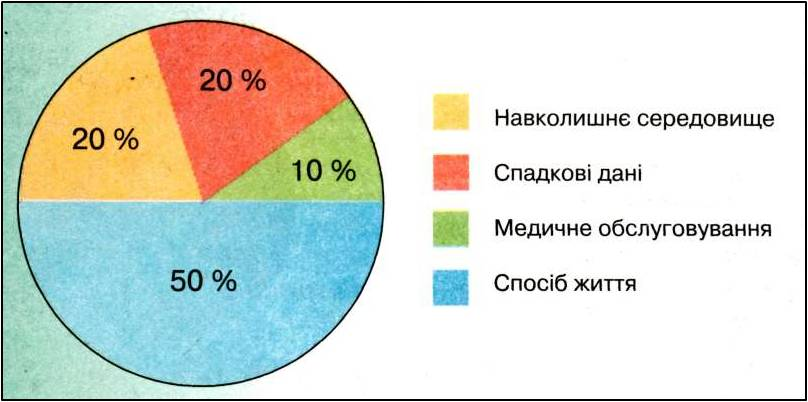 20 %
20 %
10 %
50 %
Навколишнє середовище
Спадкові дані
Медичне обслуговування
Спосіб життя